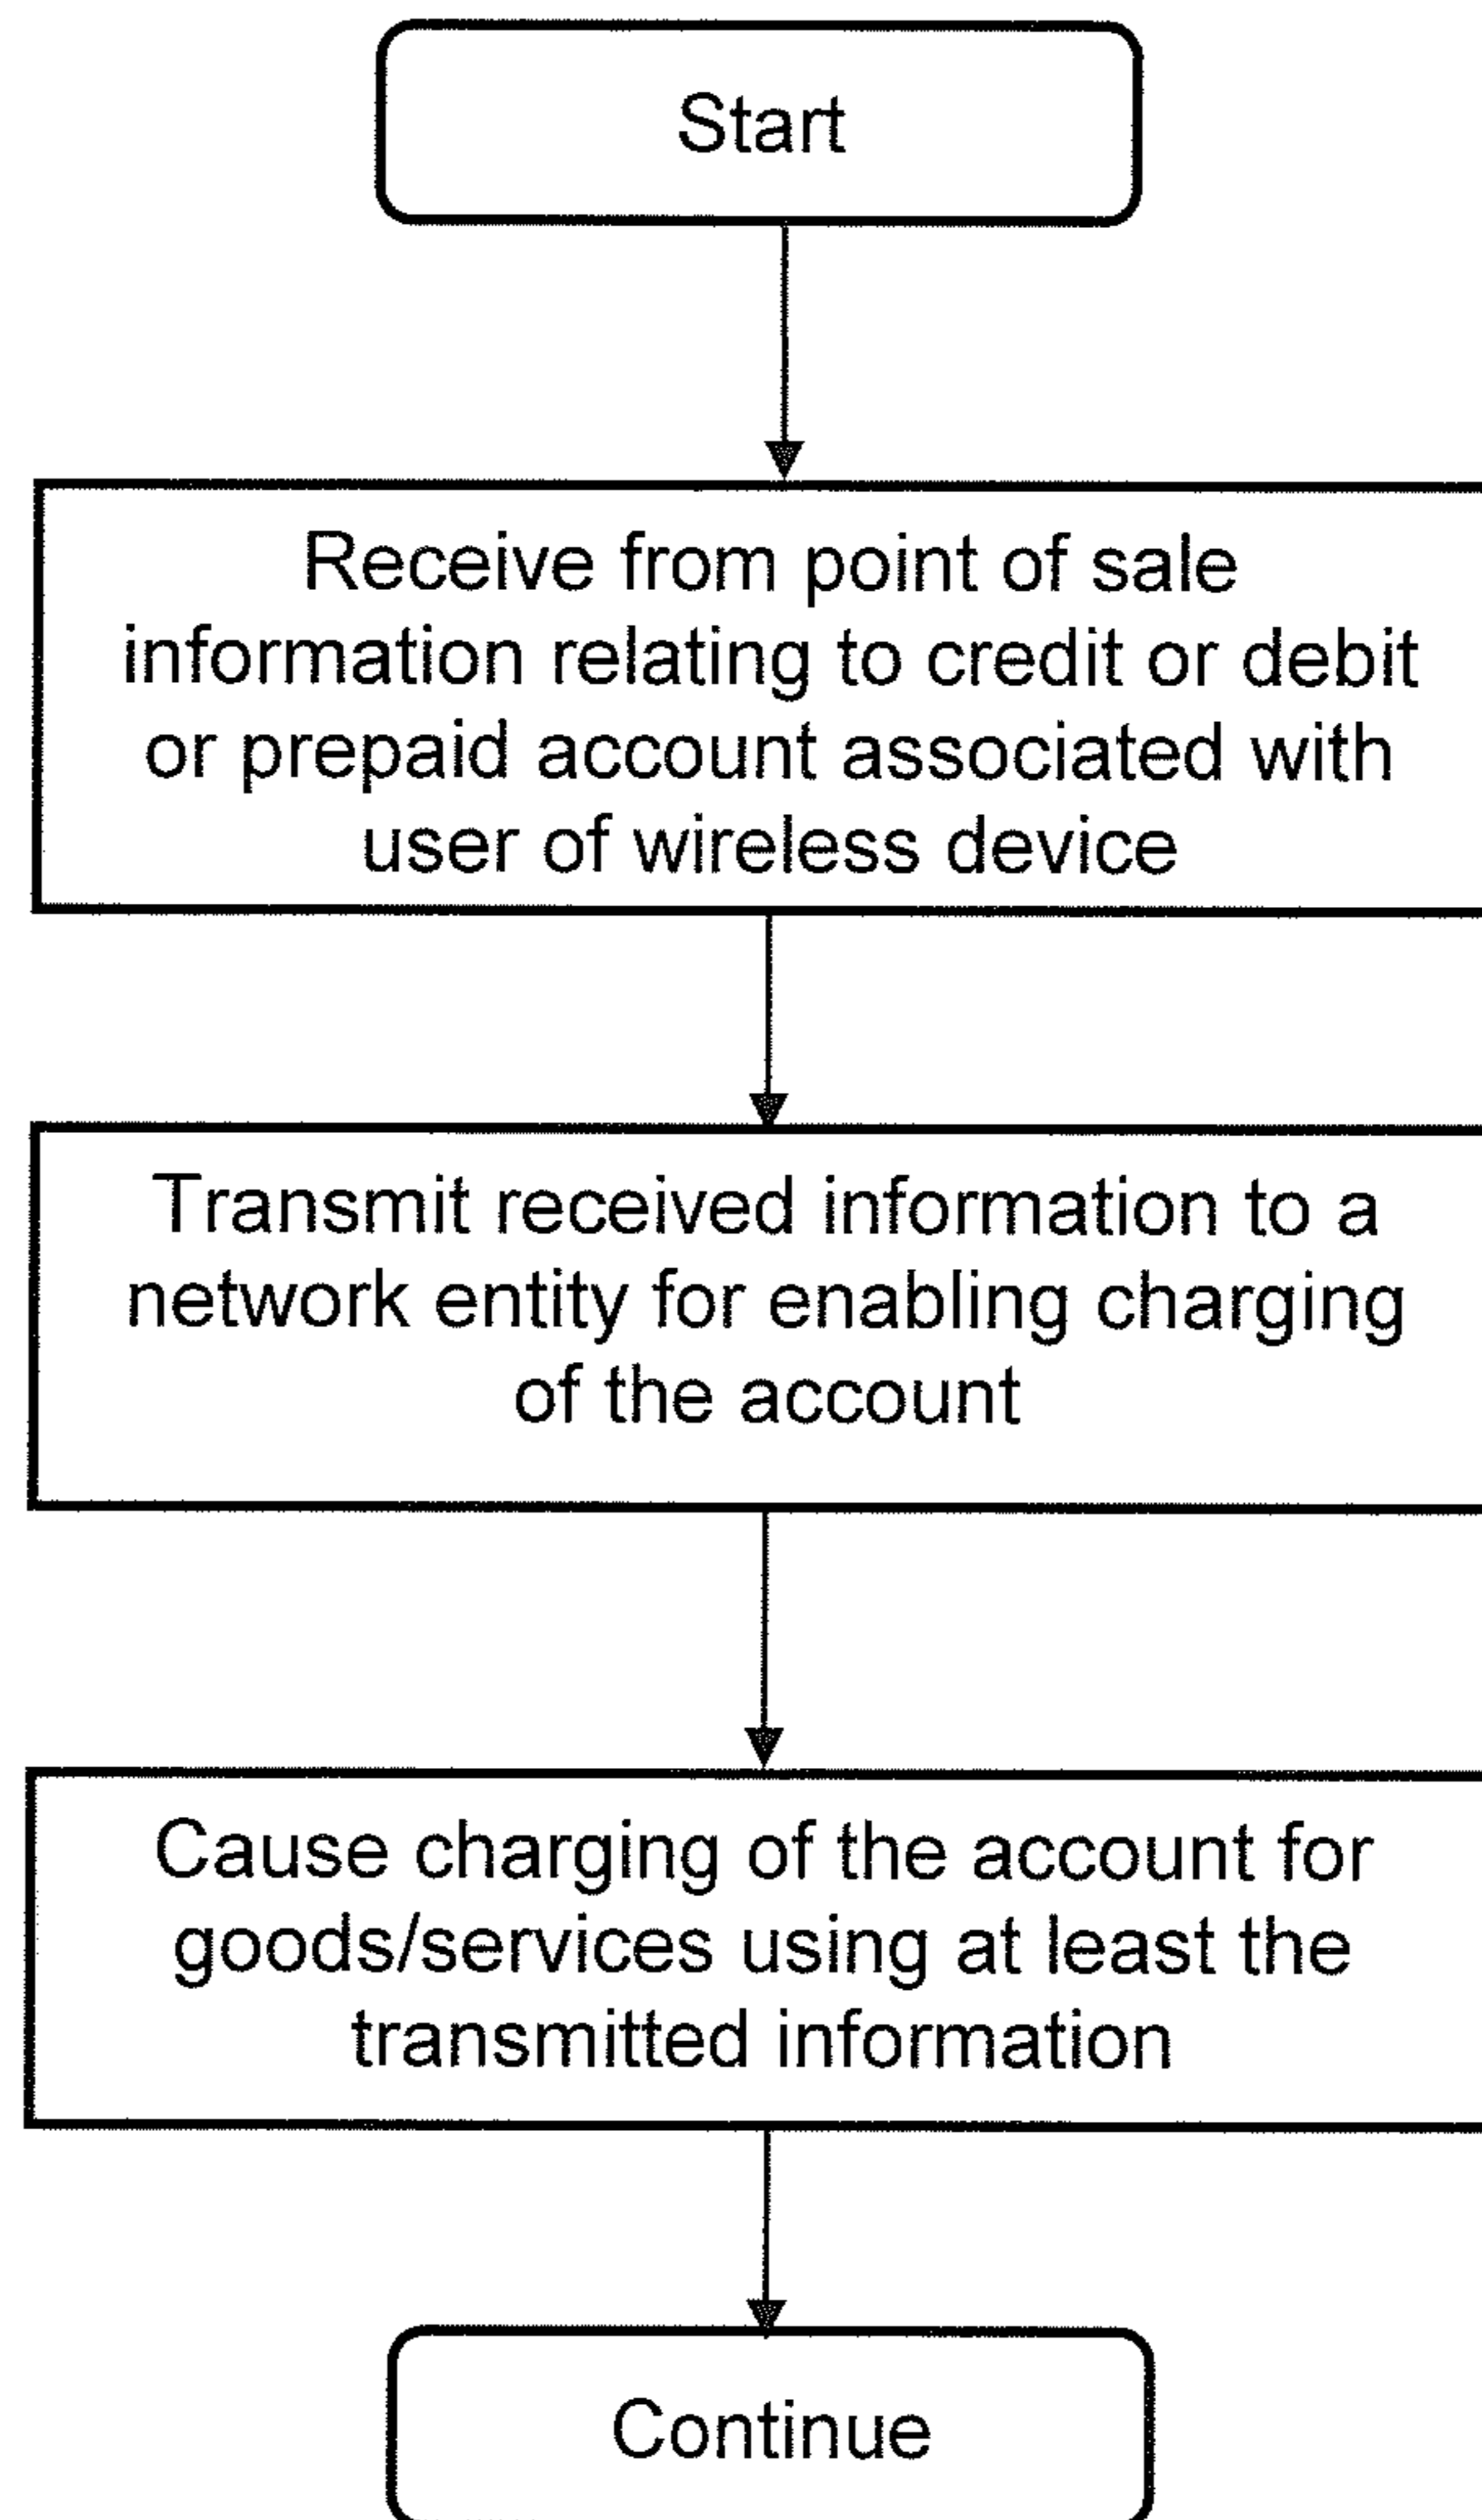 Start
Receive from point of sale
information relating to credit or debit
or prepaid account associated with
user of wireless device
Transmit received information to a
network entity for enabling charging
of the account
Cause charging of the account for
goods/services using at least the
transmitted information
Continue